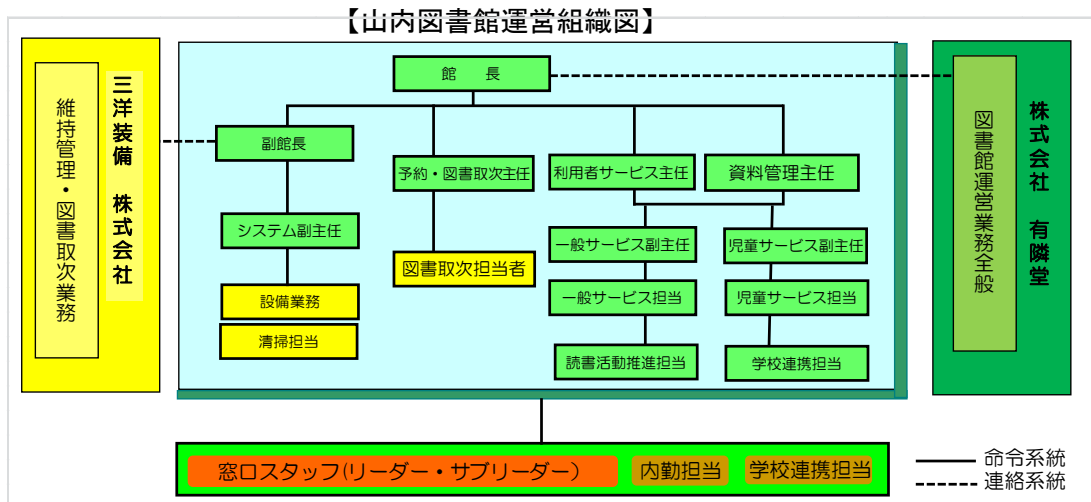 【山内図書館運営組織図】
三洋装備 株式会社
維持管理・図書取次業務
館 長
副館長
予約・図書取次主任
利用者サービス主任
資料管理主任
システム副主任
図書取次担当者
一般サービス副主任
児童サービス副主任
設備業務
一般サービス担当
児童サービス担当
清掃担当
読書活動推進担当
学校連携担当
図書館運営業務全般
株式会社 有隣堂
窓口スタッフ(リーダー・サブリーダー）
内勤担当
学校連携担当
命令系統
連絡系統